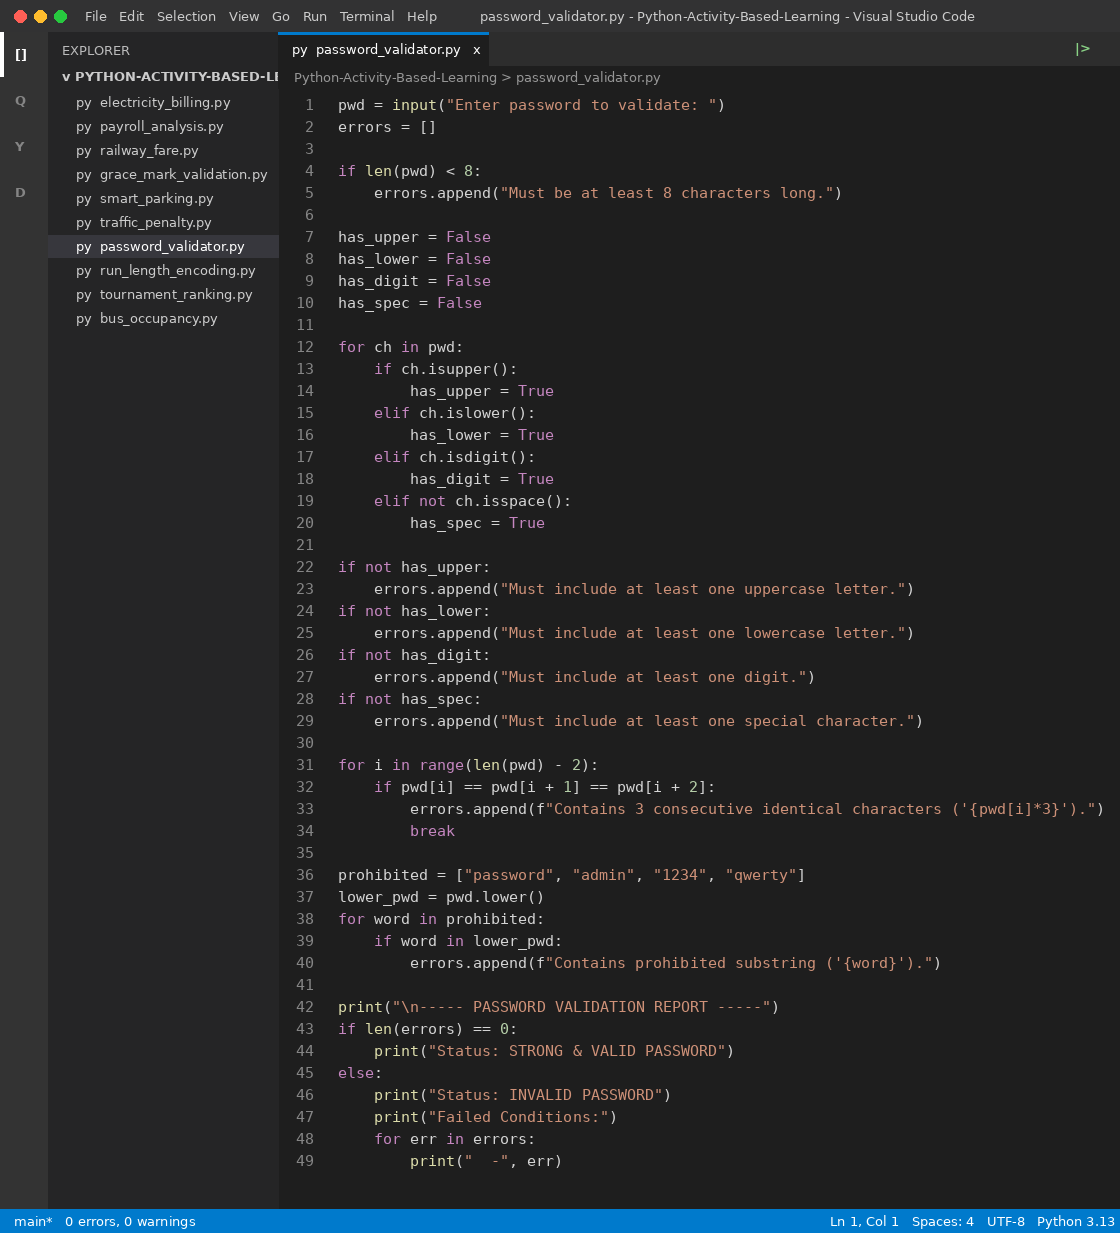 File Edit Selection View Go Run Terminal Help password_validator.py - Python-Activity-Based-Learning - Visual Studio Code
[]
Q
Y
D
EXPLORER
v PYTHON-ACTIVITY-BASED-LE
py electricity_billing.py
py payroll_analysis.py
py railway_fare.py
py grace_mark_validation.py
py smart_parking.py
py traffic_penalty.py
py password_validator.py
py run_length_encoding.py
py tournament_ranking.py
py bus_occupancy.py
py password_validator.py x
|>
Python-Activity-Based-Learning > password_validator.py
1 pwd = input("Enter password to validate: ")
2 errors = []
3
4 if len(pwd) < 8:
5     errors.append("Must be at least 8 characters long.")
6
7 has_upper = False
8 has_lower = False
9 has_digit = False
10 has_spec = False
11
12 for ch in pwd:
13     if ch.isupper():
14         has_upper = True
15     elif ch.islower():
16         has_lower = True
17     elif ch.isdigit():
18         has_digit = True
19     elif not ch.isspace():
20         has_spec = True
21
22 if not has_upper:
23     errors.append("Must include at least one uppercase letter.")
24 if not has_lower:
25     errors.append("Must include at least one lowercase letter.")
26 if not has_digit:
27     errors.append("Must include at least one digit.")
28 if not has_spec:
29     errors.append("Must include at least one special character.")
30
31 for i in range(len(pwd) - 2):
32     if pwd[i] == pwd[i + 1] == pwd[i + 2]:
33         errors.append(f"Contains 3 consecutive identical characters ('{pwd[i]*3}').")
34         break
35
36 prohibited = ["password", "admin", "1234", "qwerty"]
37 lower_pwd = pwd.lower()
38 for word in prohibited:
39     if word in lower_pwd:
40         errors.append(f"Contains prohibited substring ('{word}').")
41
42 print("\n----- PASSWORD VALIDATION REPORT -----")
43 if len(errors) == 0:
44     print("Status: STRONG & VALID PASSWORD")
45 else:
46     print("Status: INVALID PASSWORD")
47     print("Failed Conditions:")
48     for err in errors:
49         print("  -", err)
main* 0 errors, 0 warnings Ln 1, Col 1 Spaces: 4 UTF-8 Python 3.13